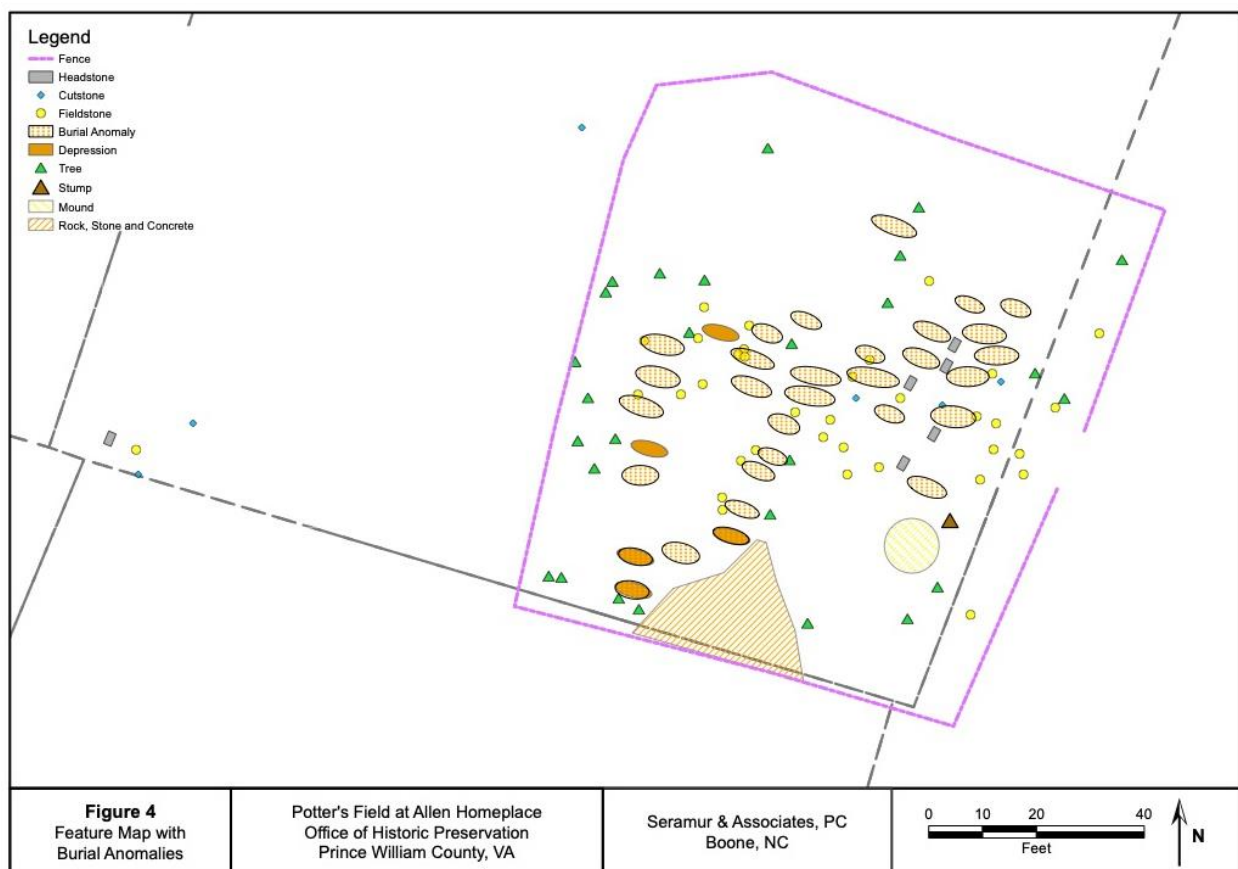 Legend
Fence
Headstone
Cutstone
Fieldstone
Burial Anomaly
Depression
Tree
Stump
Mound
Rock, Stone and Concrete
Figure 4
Feature Map with
Burial Anomalies
Potter's Field at Allen Homeplace
Office of Historic Preservation
Prince William County, VA
Seramur & Associates, PC
Boone, NC
0 10 20 40
Feet
N